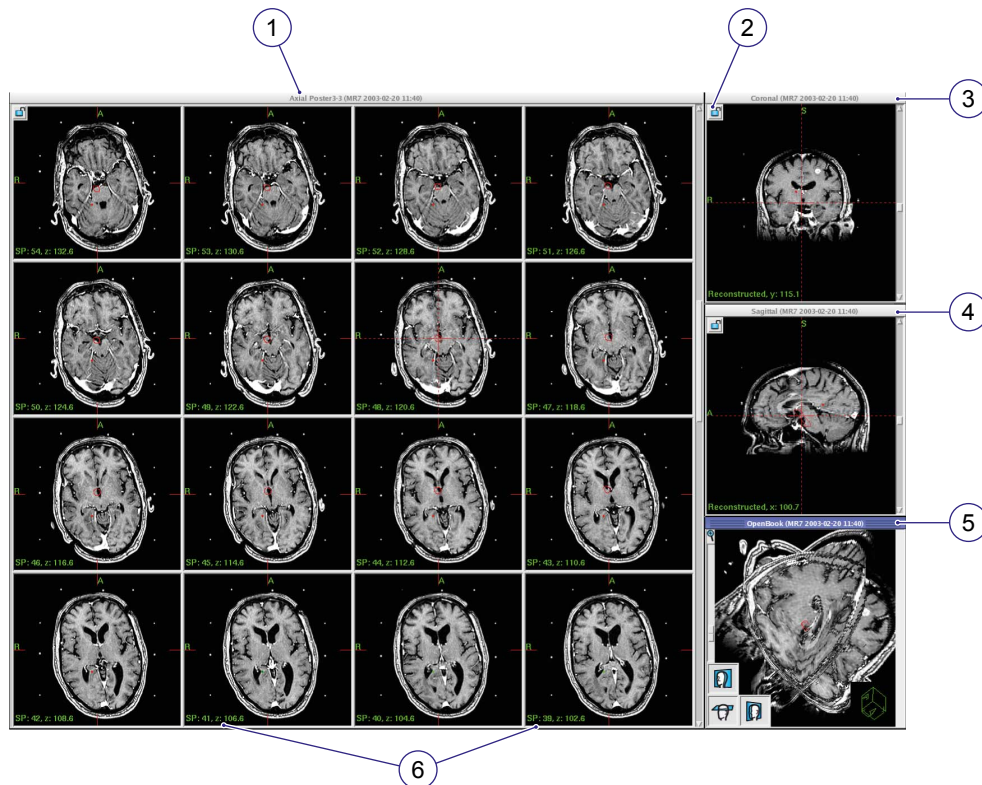 1
2
3
4
5
6
Axial Poster3-3 (MR7 2003-02-20 11:40)
A
A
A
A
R
R
R
R
SP: 54, z: 132.6
SP: 53, z: 130.6
SP: 52, z: 128.6
SP: 51, z: 126.6
A
A
A
A
R
R
R
R
SP: 50, z: 124.6
SP: 49, z: 122.6
SP: 48, z: 120.6
SP: 47, z: 118.6
A
A
A
A
R
R
R
R
SP: 46, z: 116.6
SP: 45, z: 114.6
SP: 44, z: 112.6
SP: 43, z: 110.6
A
A
A
A
R
R
R
R
SP: 42, z: 108.6
SP: 41, z: 106.6
SP: 40, z: 104.6
SP: 39, z: 102.6
Coronal (MR7 2003-02-20 11:40)
S
R
Reconstructed, y: 115.1
Sagittal (MR7 2003-02-20 11:40)
S
A
Reconstructed, x: 100.7
OpenBook (MR7 2003-02-20 11:40)